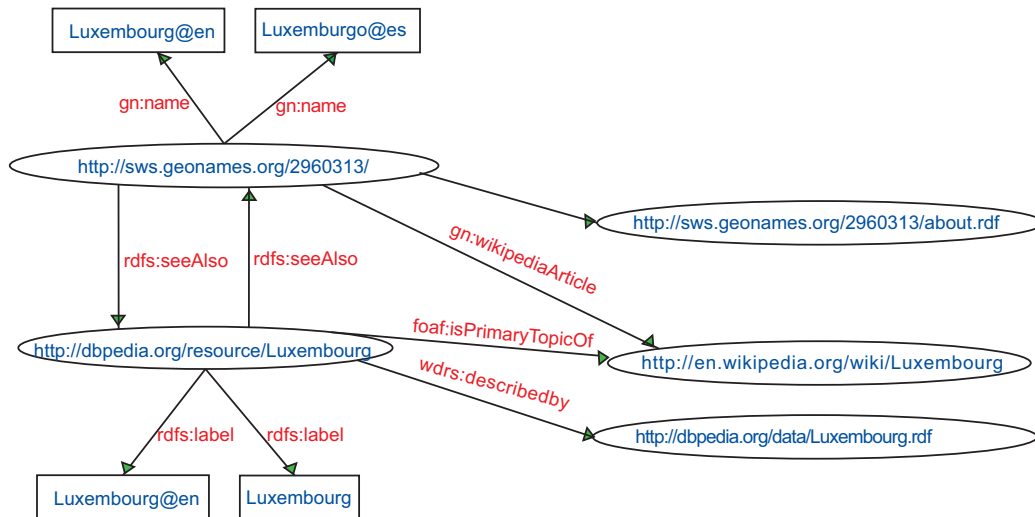 Luxembourg@en
Luxemburgo@es
gn:name
gn:name
http://sws.geonames.org/2960313/
http://sws.geonames.org/2960313/about.rdf
gn:wikipediaArticle
rdfs:seeAlso
rdfs:seeAlso
foaf:isPrimaryTopicOf
http://dbpedia.org/resource/Luxembourg
http://en.wikipedia.org/wiki/Luxembourg
wdrs:describedby
rdfs:label
rdfs:label
http://dbpedia.org/data/Luxembourg.rdf
Luxembourg@en
Luxembourg